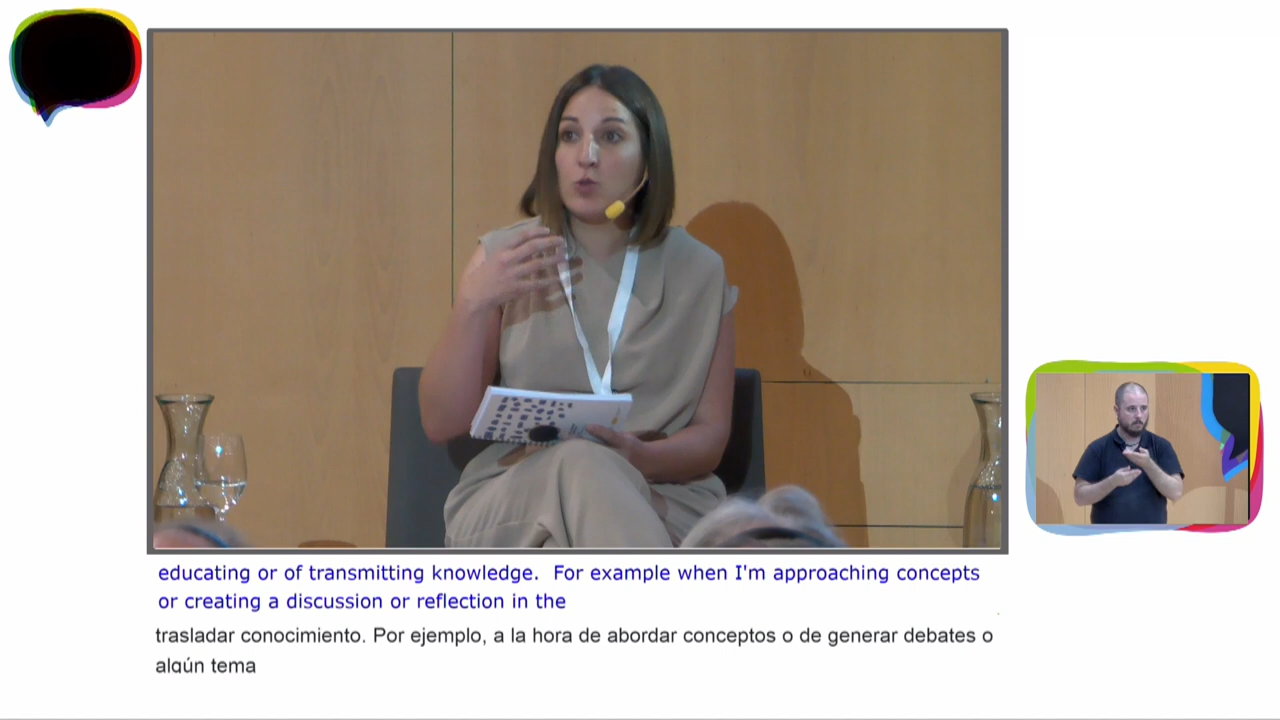 educating or of transmitting knowledge.  For example when I'm approaching concepts
or creating a discussion or reflection in the
trasladar conocimiento. Por ejemplo, a la hora de abordar conceptos o de generar debates o
algún tema